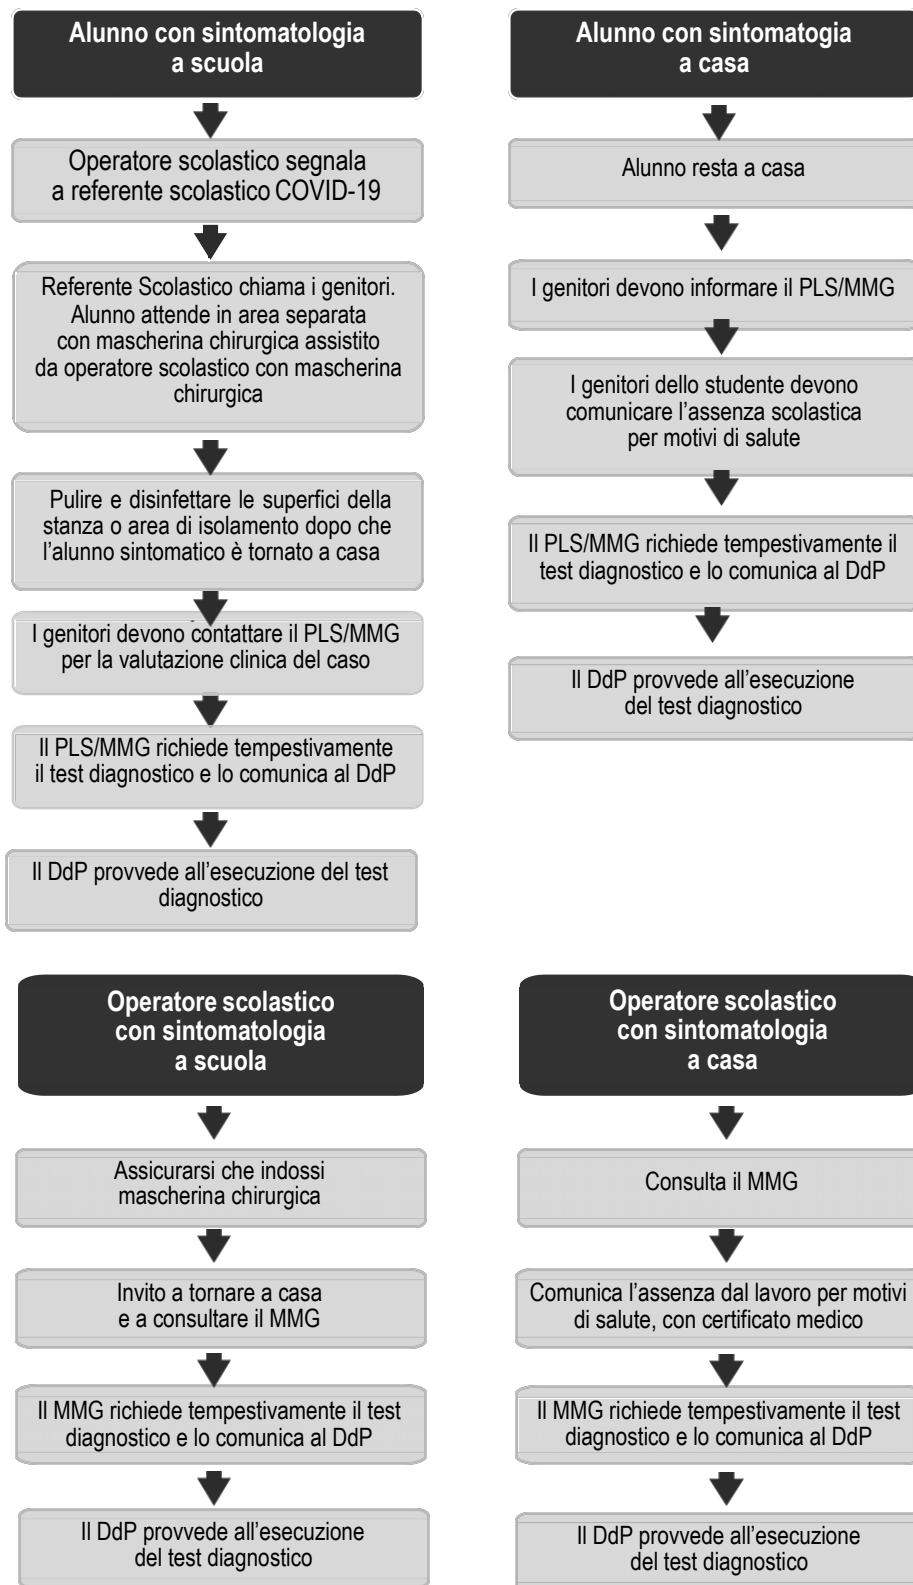 Alunno con sintomatologia
a scuola
Operatore scolastico segnala
a referente scolastico COVID-19
Referente Scolastico chiama i genitori.
Alunno attende in area separata
con mascherina chirurgica assistito
da operatore scolastico con mascherina
chirurgica
Pulire e disinfettare le superfici della
stanza o area di isolamento dopo che
l’alunno sintomatico è tornato a casa
I genitori devono contattare il PLS/MMG
per la valutazione clinica del caso
Il PLS/MMG richiede tempestivamente
il test diagnostico e lo comunica al DdP
Il DdP provvede all’esecuzione del test
diagnostico
Alunno con sintomatogia
a casa
Alunno resta a casa
I genitori devono informare il PLS/MMG
I genitori dello studente devono
comunicare l’assenza scolastica
per motivi di salute
Il PLS/MMG richiede tempestivamente il
test diagnostico e lo comunica al DdP
Il DdP provvede all’esecuzione
del test diagnostico
Operatore scolastico
con sintomatologia
a scuola
Assicurarsi che indossi
mascherina chirurgica
Invito a tornare a casa
e a consultare il MMG
Il MMG richiede tempestivamente il test
diagnostico e lo comunica al DdP
Il DdP provvede all’esecuzione
del test diagnostico
Operatore scolastico
con sintomatologia
a casa
Consulta il MMG
Comunica l’assenza dal lavoro per motivi
di salute, con certificato medico
Il MMG richiede tempestivamente il test
diagnostico e lo comunica al DdP
Il DdP provvede all’esecuzione
del test diagnostico